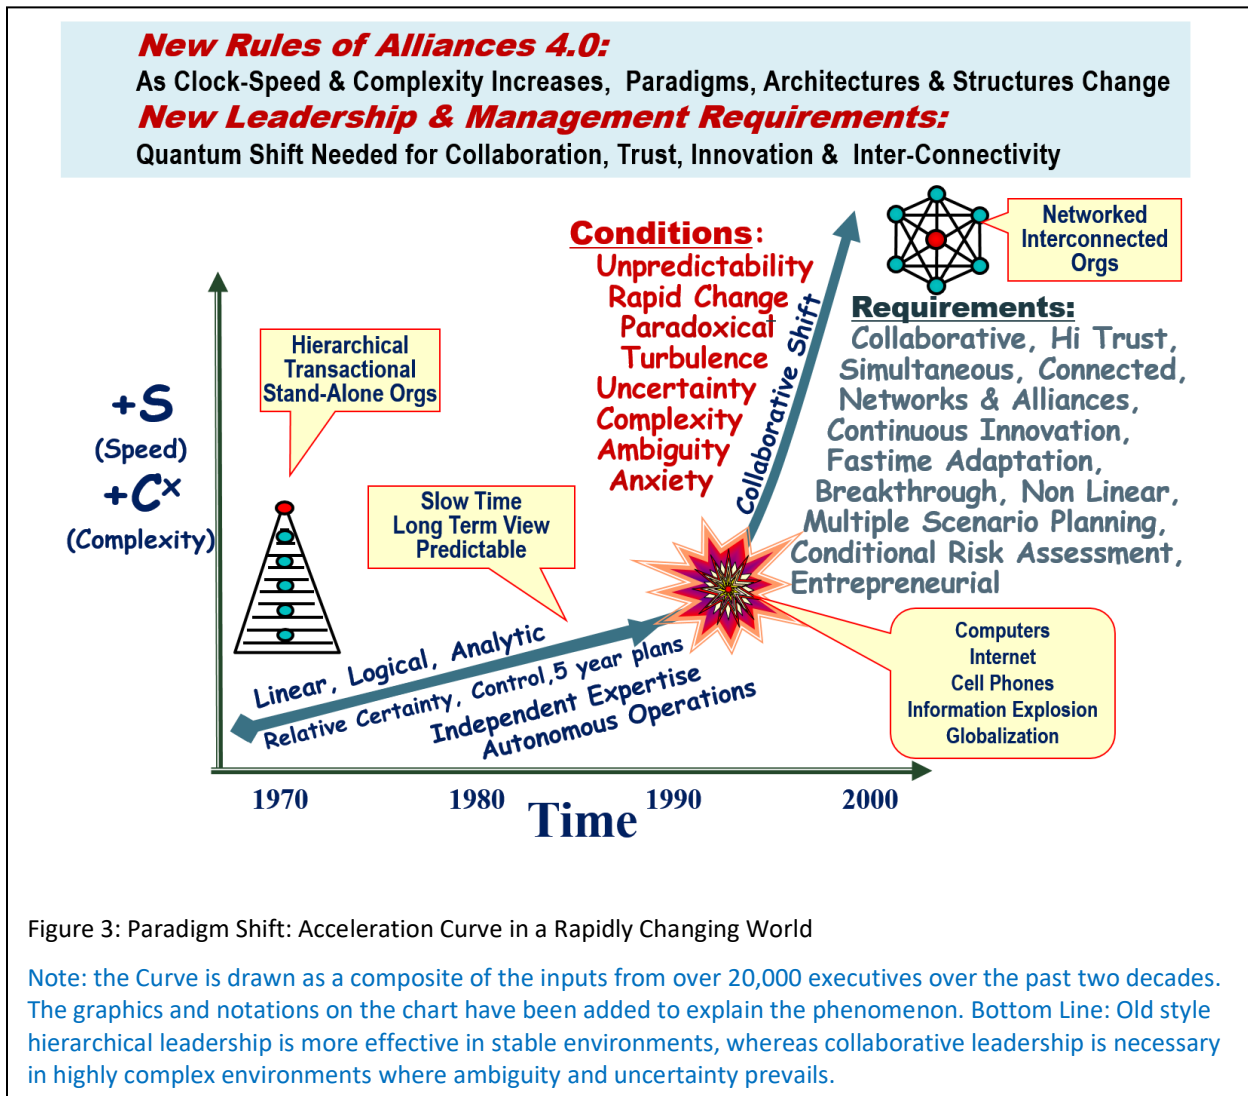 New Rules of Alliances 4.0:
As Clock-Speed & Complexity Increases, Paradigms, Architectures & Structures Change
New Leadership & Management Requirements:
Quantum Shift Needed for Collaboration, Trust, Innovation & Inter-Connectivity
Networked
Interconnected
Orgs
Conditions:
Unpredictability
Rapid Change
Paradoxical
Turbulence
Uncertainty
Complexity
Ambiguity
Anxiety
Collaborative Shift
Requirements:
Collaborative, Hi Trust,
Simultaneous, Connected,
Networks & Alliances,
Continuous Innovation,
Fastime Adaptation,
Breakthrough, Non Linear,
Multiple Scenario Planning,
Conditional Risk Assessment,
Entrepreneurial
Hierarchical
Transactional
Stand-Alone Orgs
+S
(Speed)
+Cx
(Complexity)
Slow Time
Long Term View
Predictable
Linear, Logical, Analytic
Relative Certainty, Control,5 year plans
Independent Expertise
Autonomous Operations
Computers
Internet
Cell Phones
Information Explosion
Globalization
1970 1980 1990 2000
Time
Figure 3: Paradigm Shift: Acceleration Curve in a Rapidly Changing World
Note: the Curve is drawn as a composite of the inputs from over 20,000 executives over the past two decades.
The graphics and notations on the chart have been added to explain the phenomenon. Bottom Line: Old style
hierarchical leadership is more effective in stable environments, whereas collaborative leadership is necessary
in highly complex environments where ambiguity and uncertainty prevails.